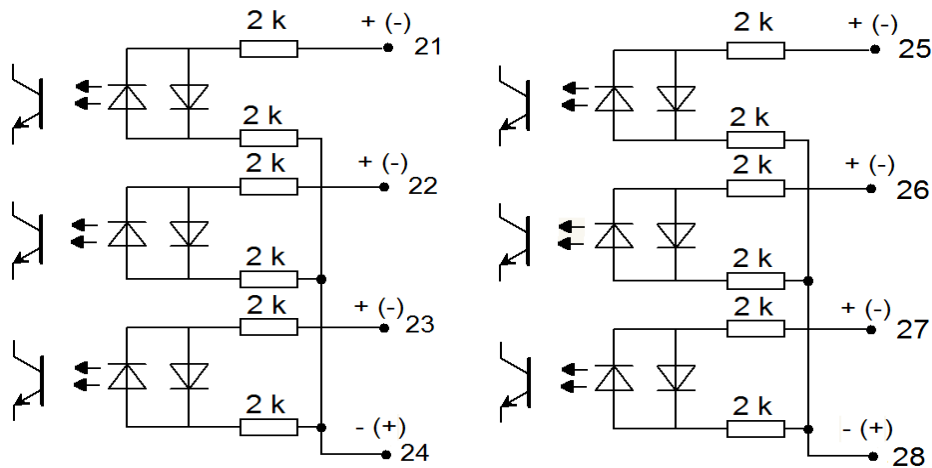 2 k + (-) 21
2 k
2 k + (-) 22
2 k
2 k + (-) 23
2 k - (+) 24
2 k + (-) 25
2 k
2 k + (-) 26
2 k
2 k + (-) 27
2 k - (+) 28